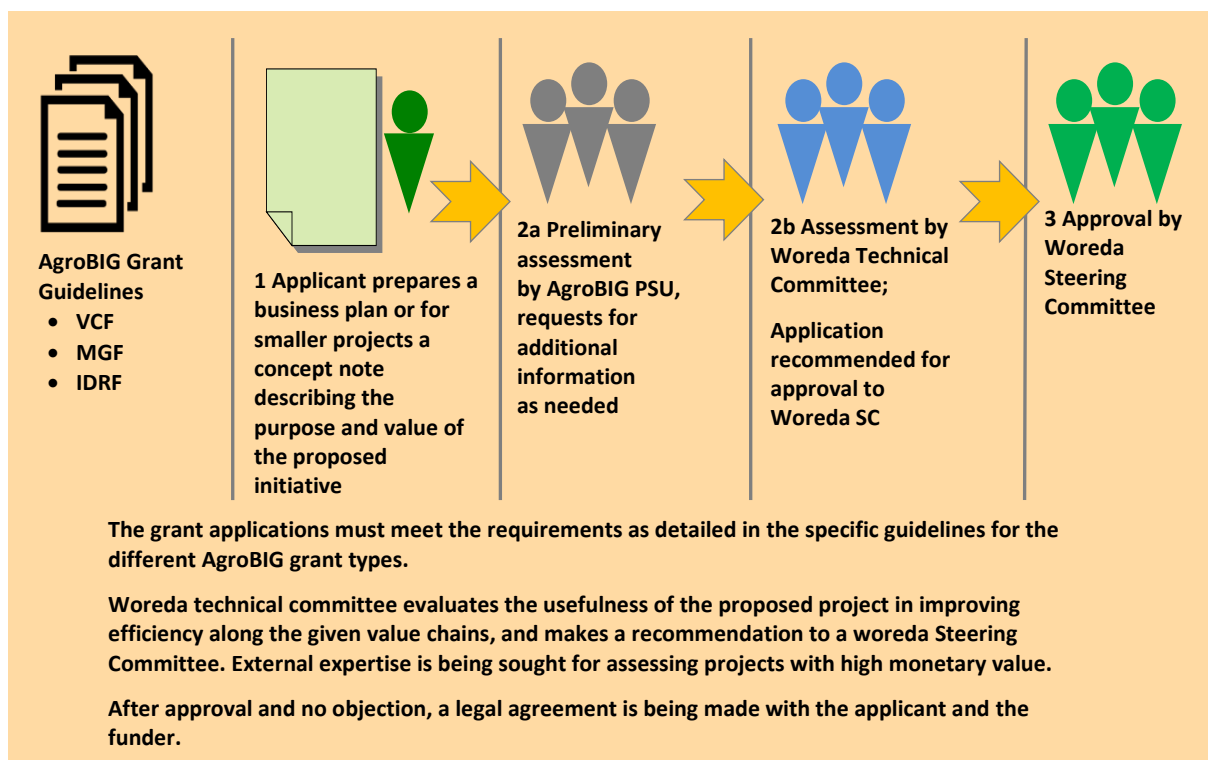 AgroBIG Grant
Guidelines
• VCF
• MGF
• IDRF
1 Applicant prepares a
business plan or for
smaller projects a
concept note
describing the
purpose and value of
the proposed
initiative
2a Preliminary
assessment
by AgroBIG PSU,
requests for
additional
information
as needed
2b Assessment by
Woreda Technical
Committee;
Application
recommended for
approval to
Woreda SC
3 Approval by
Woreda
Steering
Committee
The grant applications must meet the requirements as detailed in the specific guidelines for the
different AgroBIG grant types.
Woreda technical committee evaluates the usefulness of the proposed project in improving
efficiency along the given value chains, and makes a recommendation to a woreda Steering
Committee. External expertise is being sought for assessing projects with high monetary value.
After approval and no objection, a legal agreement is being made with the applicant and the
funder.